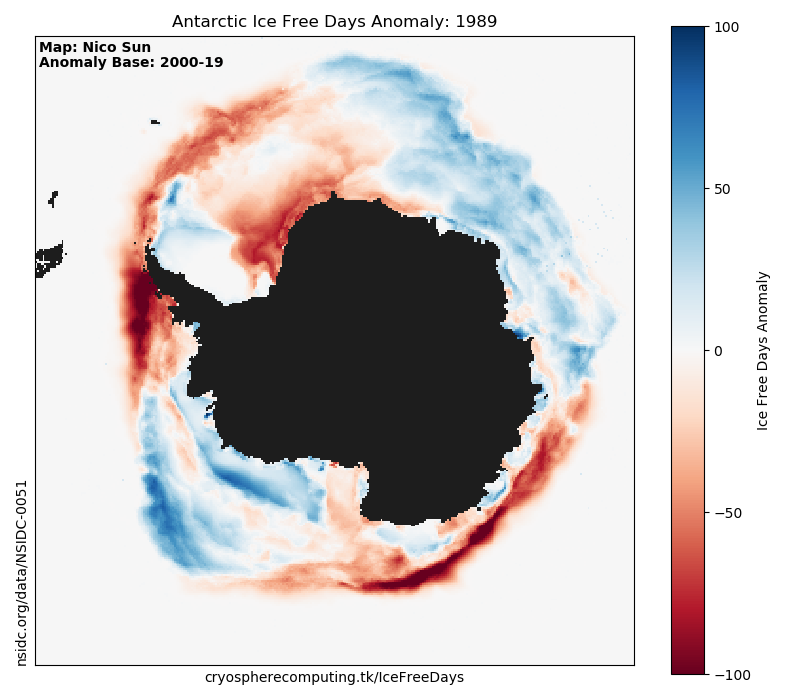 Antarctic Ice Free Days Anomaly: 1989
Map: Nico Sun
Anomaly Base: 2000-19
100
50
0
−50
−100
Ice Free Days Anomaly
nsidc.org/data/NSIDC-0051
cryospherecomputing.tk/IceFreeDays